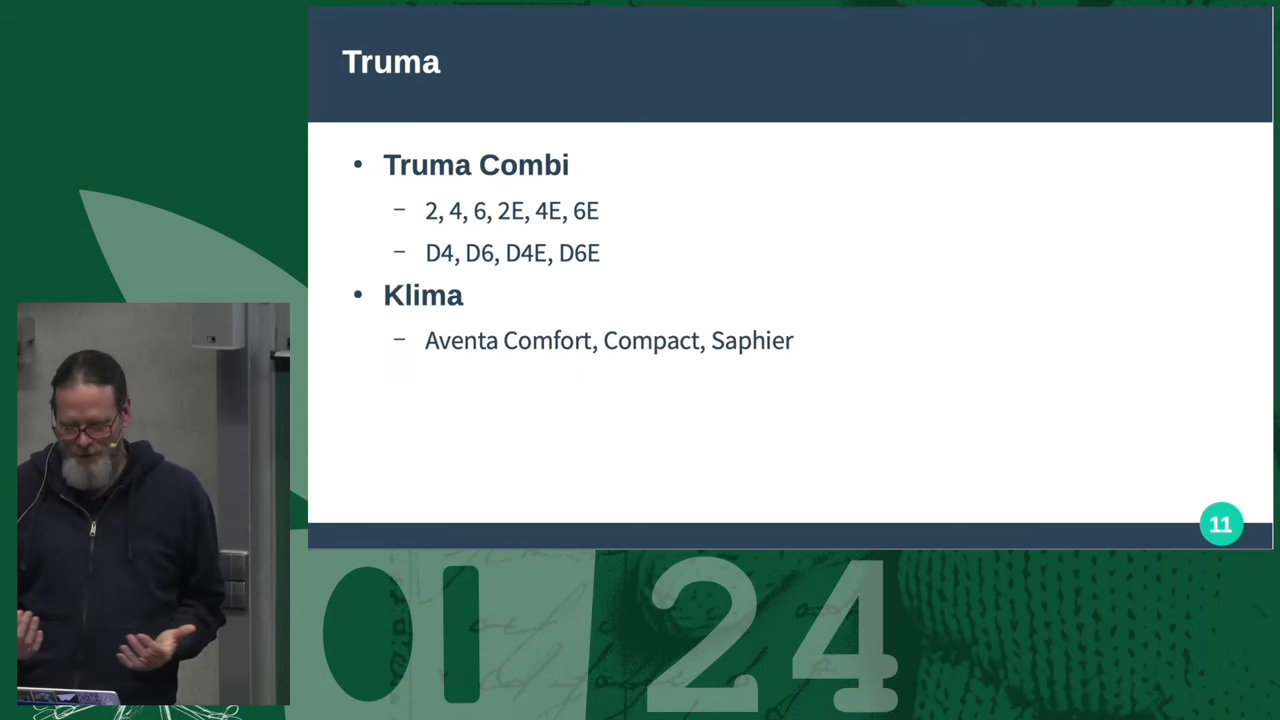 Truma
• Truma Combi
– 2, 4, 6, 2E, 4E, 6E
– D4, D6, D4E, D6E
• Klima
– Aventa Comfort, Compact, Saphier
11
24